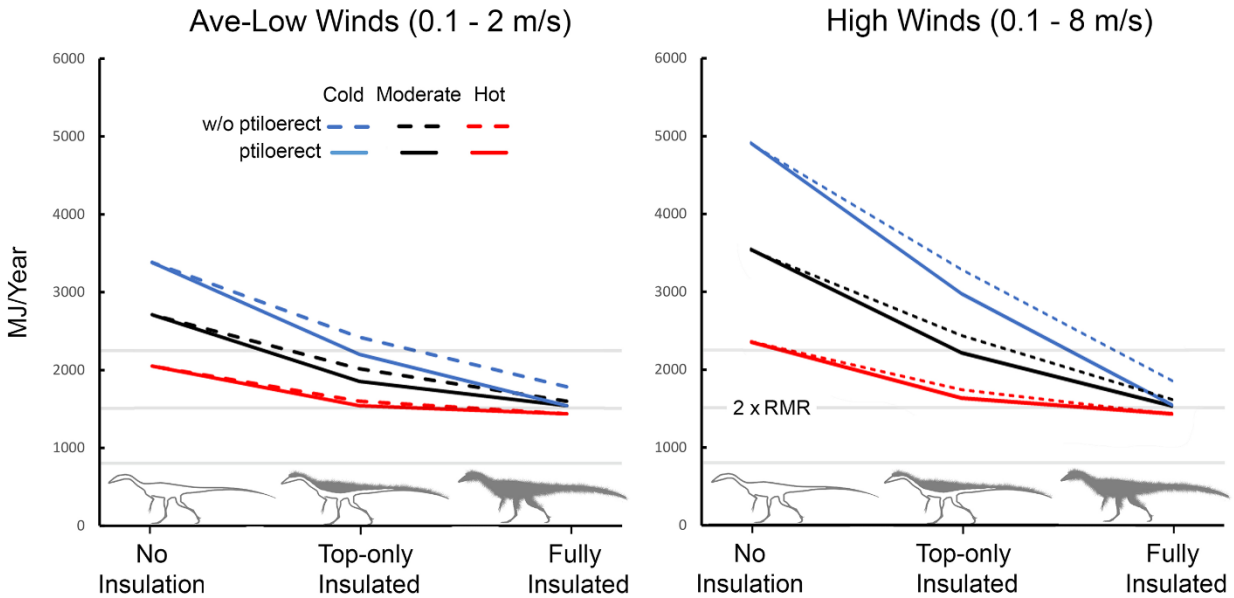 Ave-Low Winds (0.1 - 2 m/s)
MJ/Year
6000
5000
4000
3000
2000
1000
0
Cold Moderate Hot
w/o ptiloerect
ptiloerect
No
Insulation
Top-only
Insulated
Fully
Insulated
High Winds (0.1 - 8 m/s)
6000
5000
4000
3000
2000
1000
0
2 x RMR
No
Insulation
Top-only
Insulated
Fully
Insulated